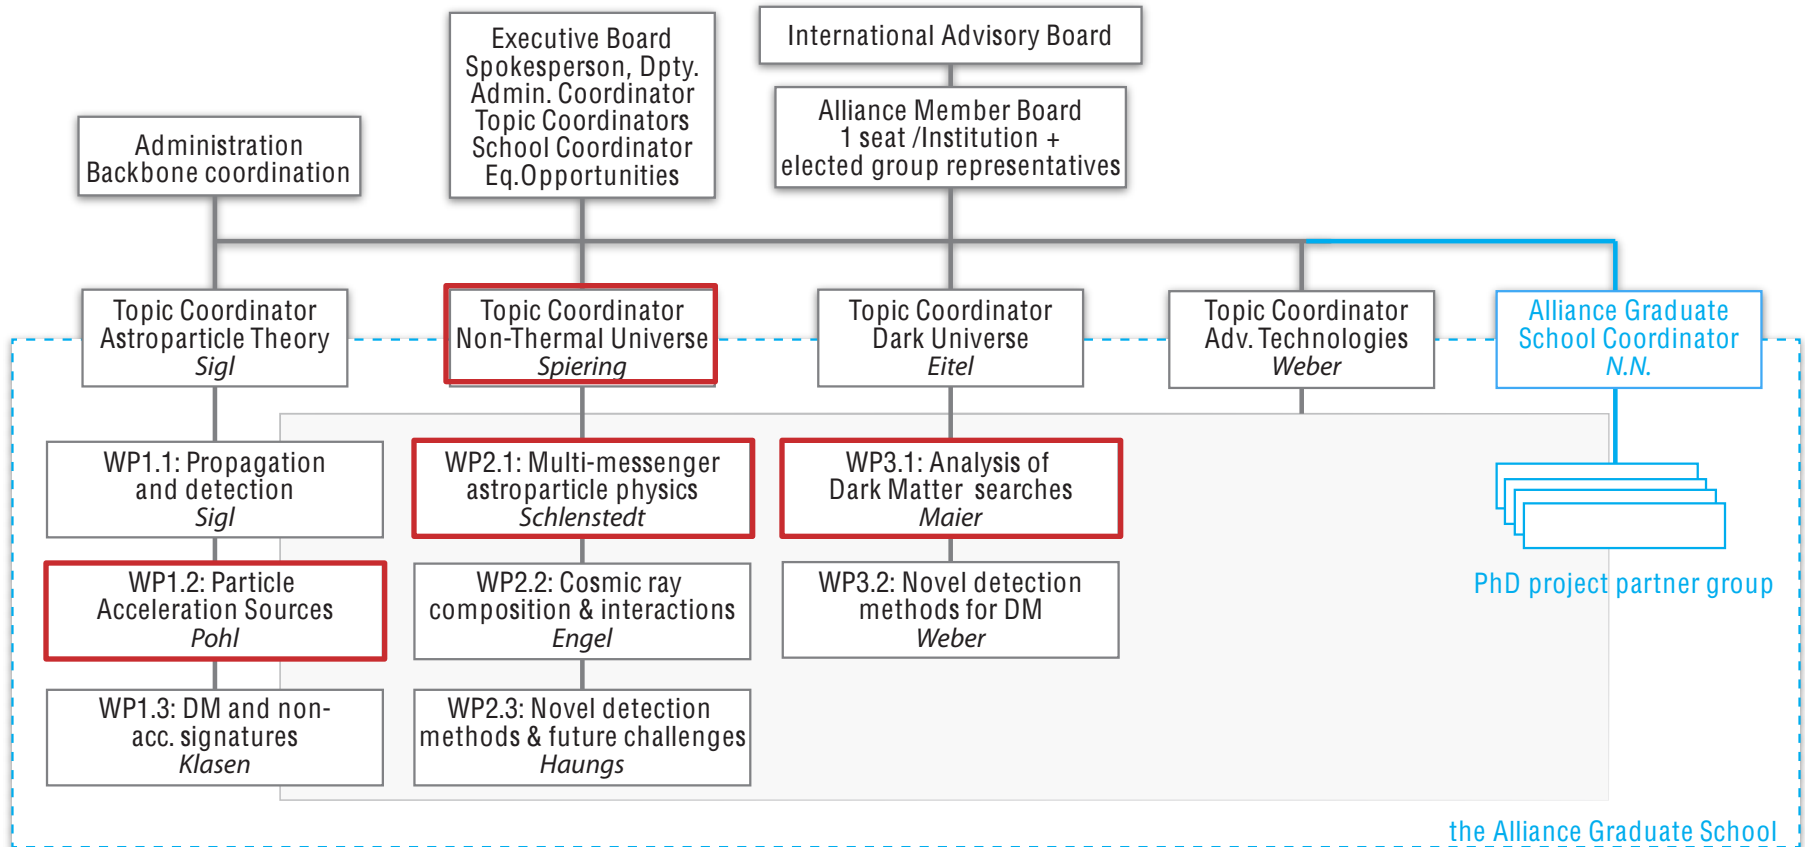 Executive Board
Spokesperson, Dpty.
Admin. Coordinator
Topic Coordinators
School Coordinator
Eq.Opportunities
International Advisory Board
Alliance Member Board
1 seat /Institution +
elected group representatives
Administration
Backbone coordination
Topic Coordinator
Astroparticle Theory
Sigl
Topic Coordinator
Non-Thermal Universe
Spiering
Topic Coordinator
Dark Universe
Eitel
Topic Coordinator
Adv. Technologies
Weber
Alliance Graduate
School Coordinator
N.N.
WP1.1: Propagation
and detection
Sigl
WP1.2: Particle
Acceleration Sources
Pohl
WP1.3: DM and non-
acc. signatures
Klasen
WP2.1: Multi-messenger
astroparticle physics
Schlenstedt
WP2.2: Cosmic ray
composition & interactions
Engel
WP2.3: Novel detection
methods & future challenges
Haungs
WP3.1: Analysis of
Dark Matter searches
Maier
WP3.2: Novel detection
methods for DM
Weber
PhD project partner group
the Alliance Graduate School